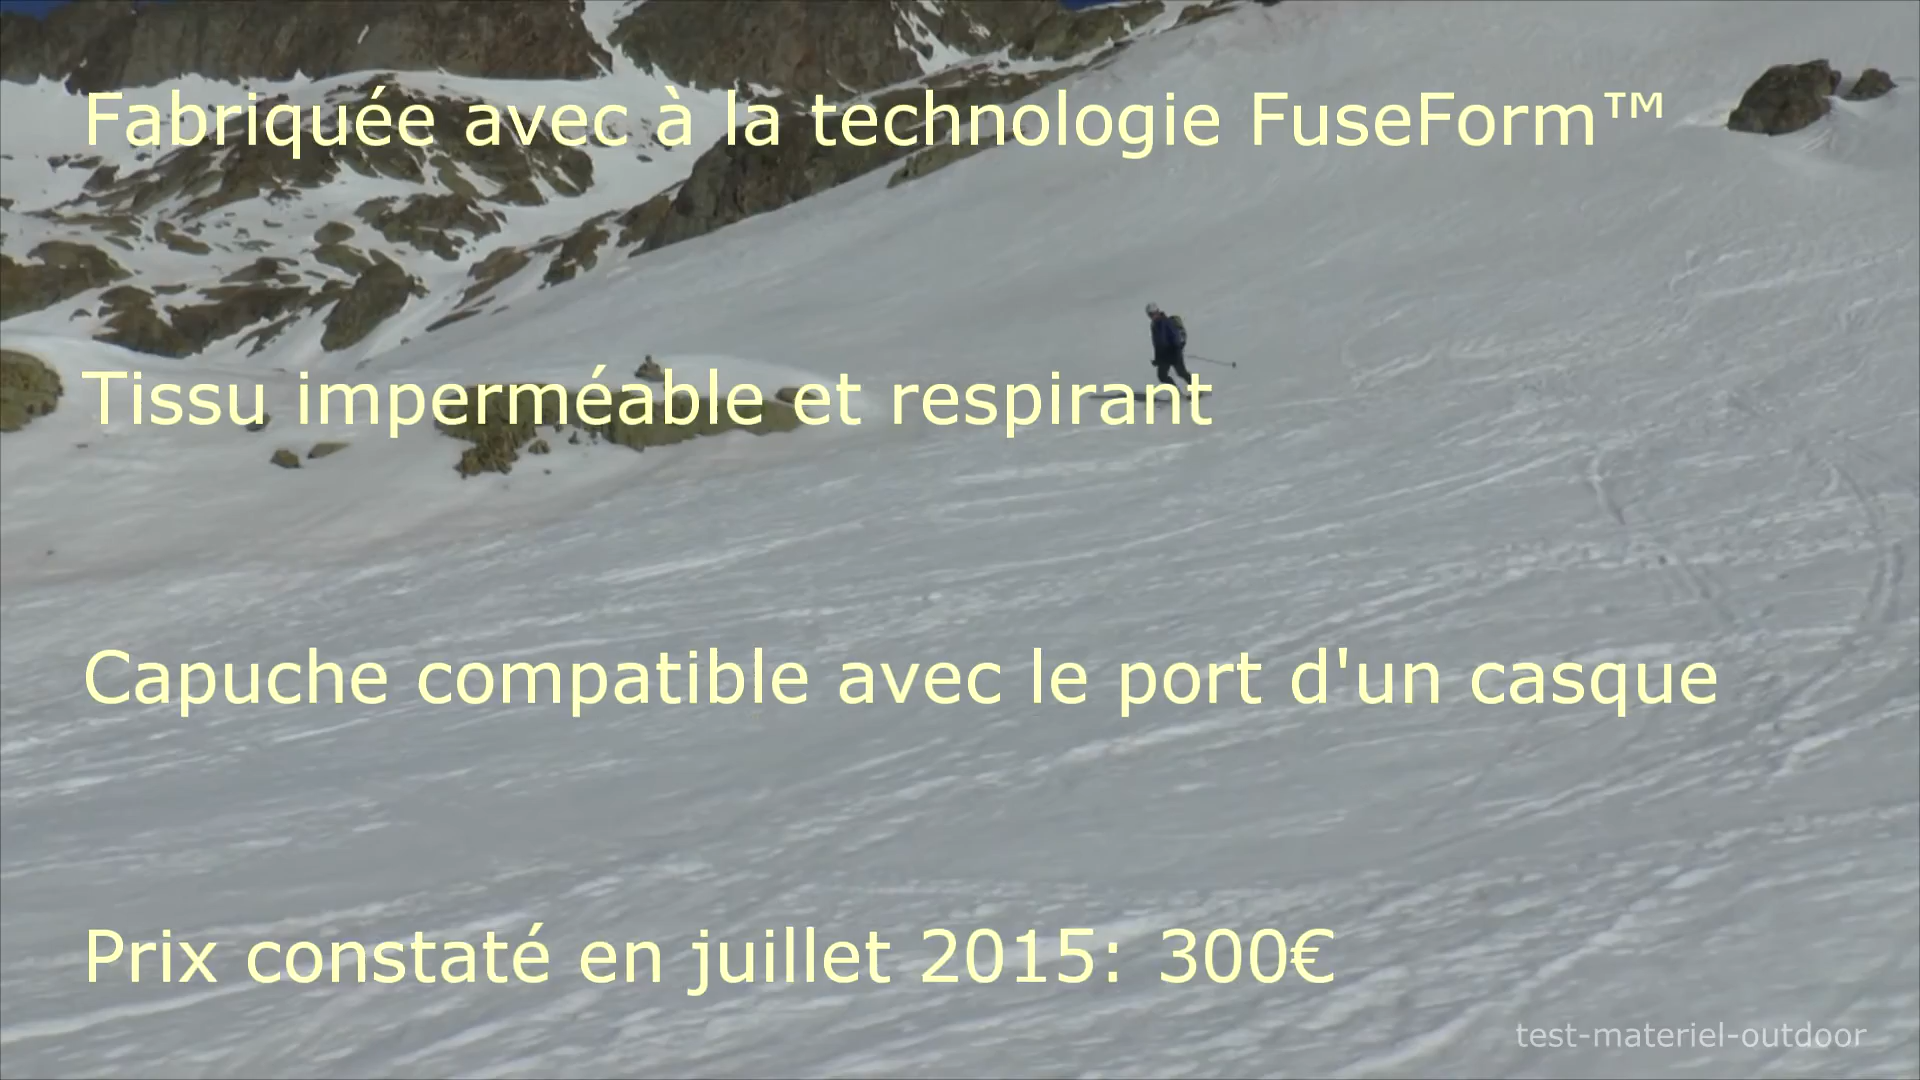 Fabriquée avec à la technologie FuseForm™
Tissu imperméable et respirant
Capuche compatible avec le port d'un casque
Prix constaté en juillet 2015: 300€
test-materiel-outdoor